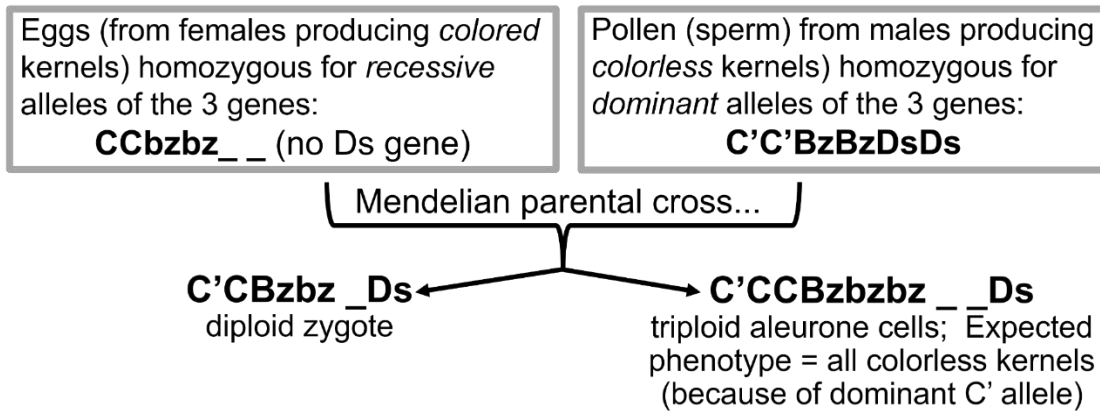 Eggs (from females producing colored
kernels) homozygous for recessive
alleles of the 3 genes:
CCbzbz_ _ (no Ds gene)
Pollen (sperm) from males producing
colorless kernels) homozygous for
dominant alleles of the 3 genes:
C’C’BzBzDsDs
Mendelian parental cross...
C’CBzbz _Ds
diploid zygote
C’CCBzbzbz _ _Ds
triploid aleurone cells; Expected
phenotype = all colorless kernels
(because of dominant C’ allele)